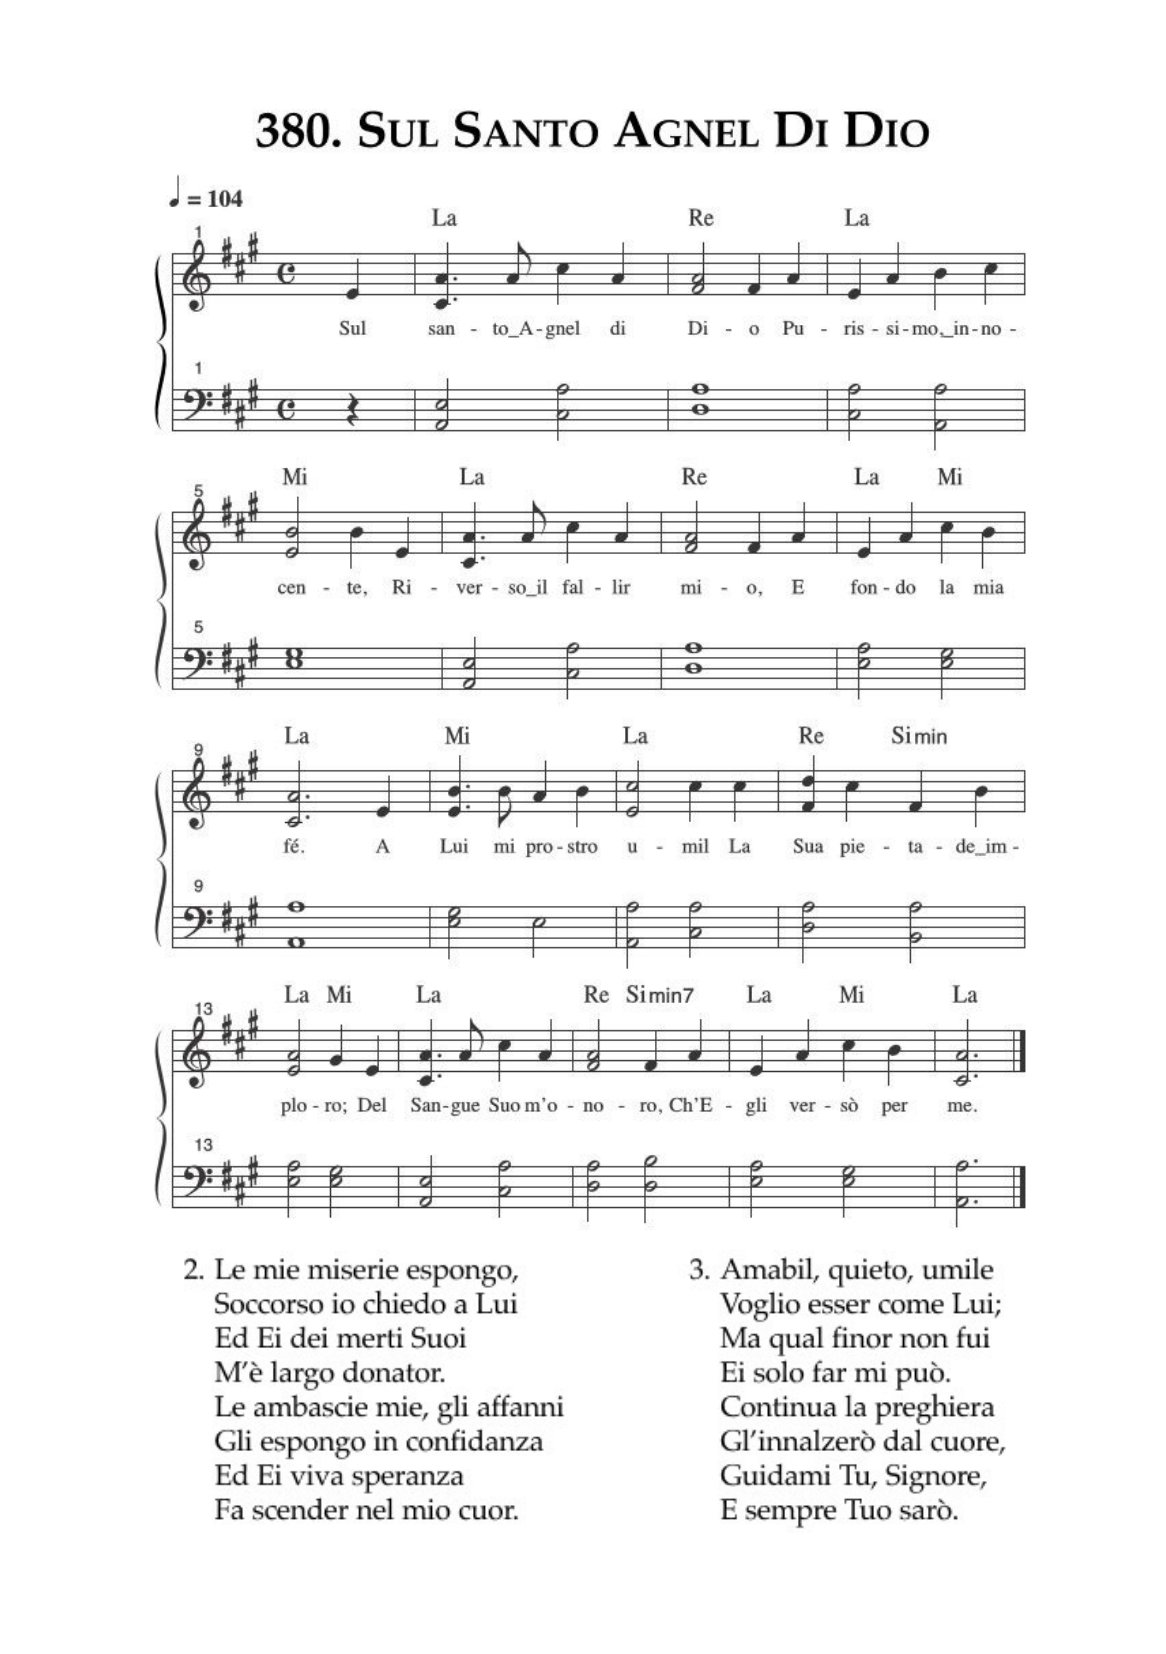 380. Sul Santo Agnel Di Dio
= 104
La Re La
1
Sul san - to_A-gnel di Di - o Pu - ris - si-mo,_in-no -
1
Mi La Re La Mi
5
cen - te, Ri - ver - so_il fal - lir mi - o, E fon - do la mia
5
La Mi La Re Simin
9
fé. A Lui mi pro-stro u - mil La Sua pie - ta - de_im-
9
La Mi La Re Simin7 La Mi La
13
plo - ro; Del San-gue Suo m'o - no - ro, Ch'E - gli ver - sò per me.
13
2. Le mie miserie espongo,
Soccorso io chiedo a Lui
Ed Ei dei merti Suoi
M'è largo donator.
Le ambascie mie, gli affanni
Gli espongo in confidanza
Ed Ei viva speranza
Fa scender nel mio cuor.
3. Amabil, quieto, umile
Voglio esser come Lui;
Ma qual finor non fui
Ei solo far mi può.
Continua la preghiera
Gl'innalzerò dal cuore,
Guidami Tu, Signore,
E sempre Tuo sarò.